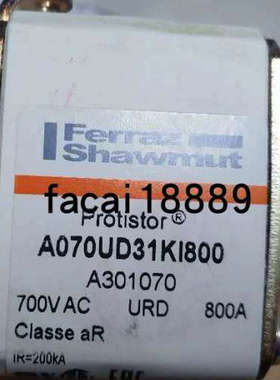 Ferraz
Shawmut
facai18889
Protistor®
A070UD31KI800
A301070
700V AC URD 800A
Classe aR
IR=200kA